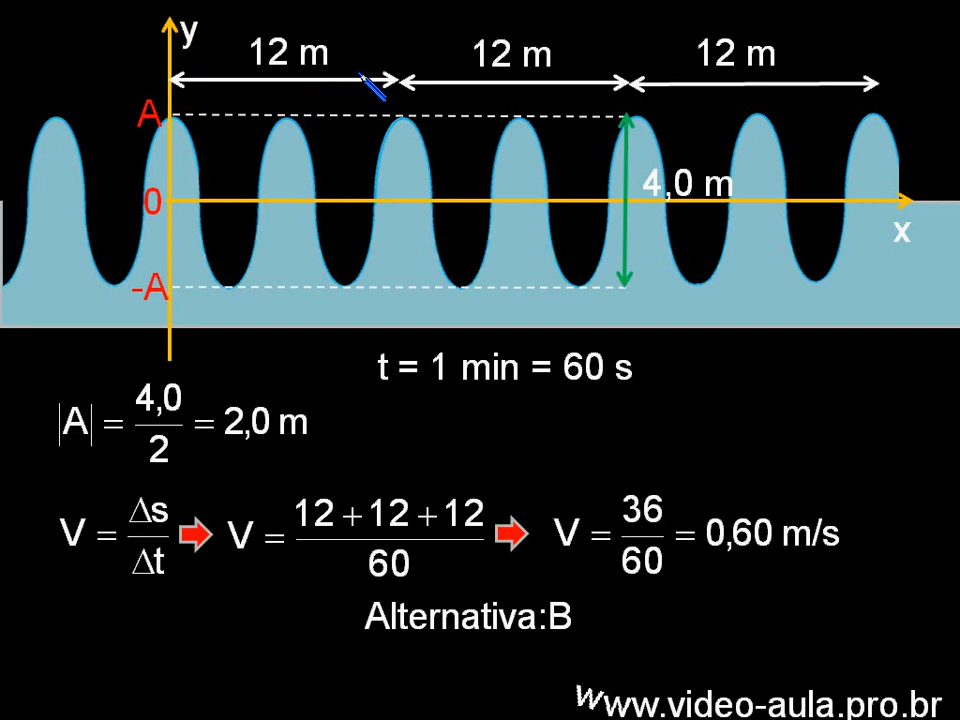 y
12 m 12 m 12 m
A
4,0 m
0
x
-A
t = 1 min = 60 s
|A| = 4,0/2 = 2,0 m
V = Δs/Δt V = 12 + 12 + 12/60 V = 36/60 = 0,60 m/s
Alternativa:B
www.video-aula.pro.br